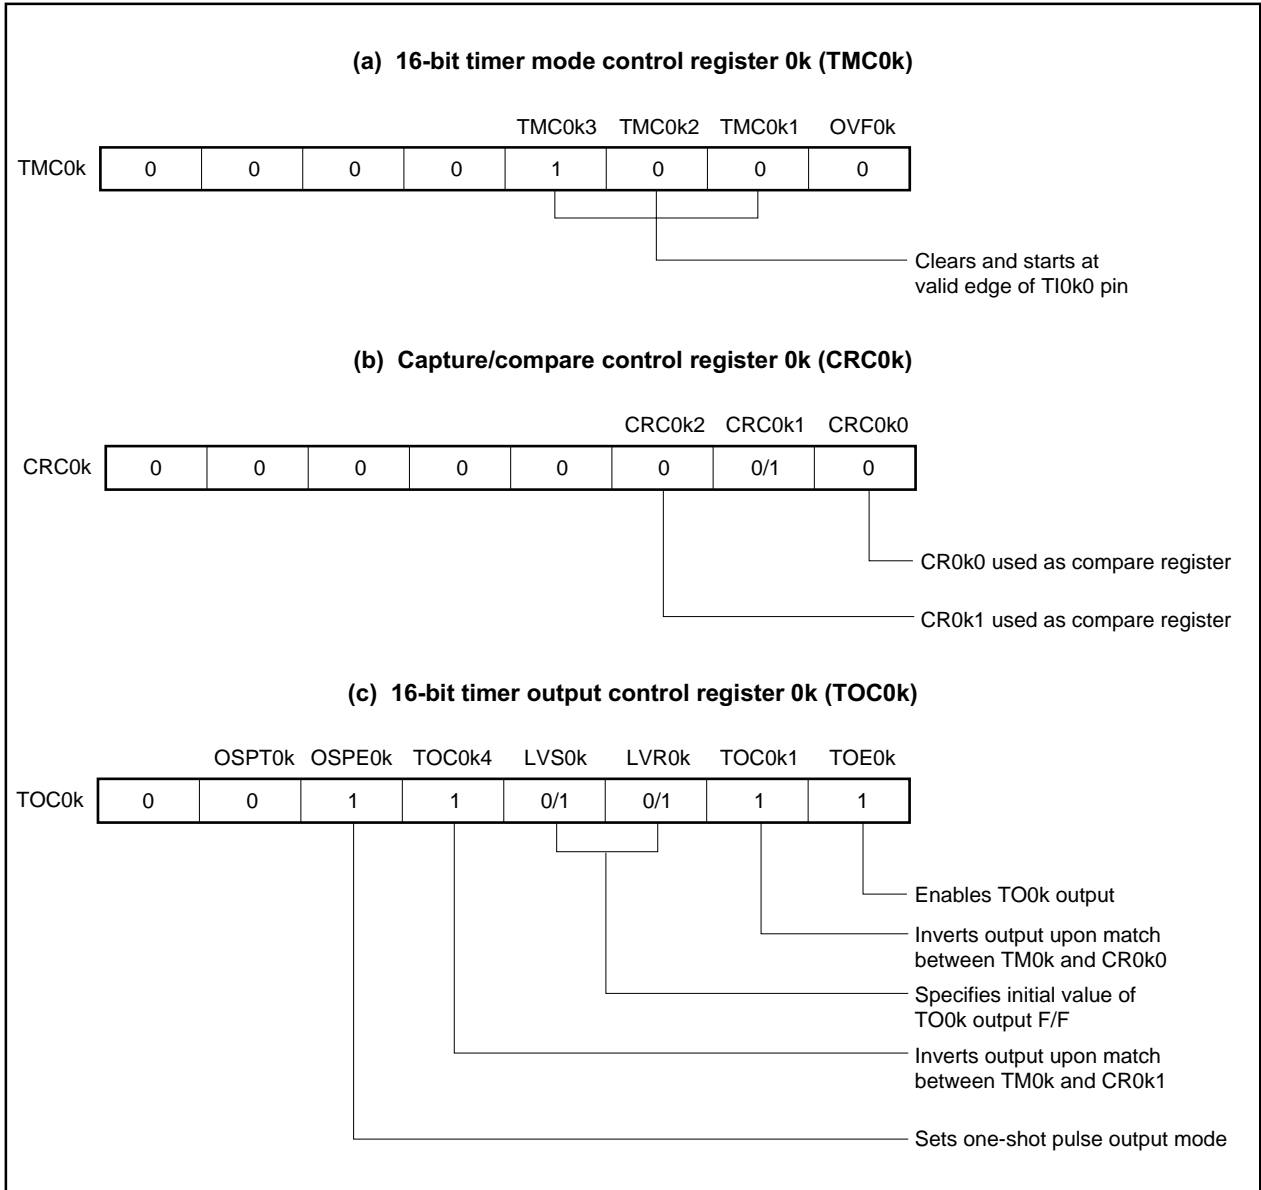 (a) 16-bit timer mode control register 0k (TMC0k)
TMC0k3 TMC0k2 TMC0k1 OVF0k
TMC0k 0 0 0 0 1 0 0 0
Clears and starts at
valid edge of TI0k0 pin
(b) Capture/compare control register 0k (CRC0k)
CRC0k2 CRC0k1 CRC0k0
CRC0k 0 0 0 0 0 0 0/1 0
CR0k0 used as compare register
CR0k1 used as compare register
(c) 16-bit timer output control register 0k (TOC0k)
OSPT0k OSPE0k TOC0k4 LVS0k LVR0k TOC0k1 TOE0k
TOC0k 0 0 1 1 0/1 0/1 1 1
Enables TO0k output
Inverts output upon match
between TM0k and CR0k0
Specifies initial value of
TO0k output F/F
Inverts output upon match
between TM0k and CR0k1
Sets one-shot pulse output mode